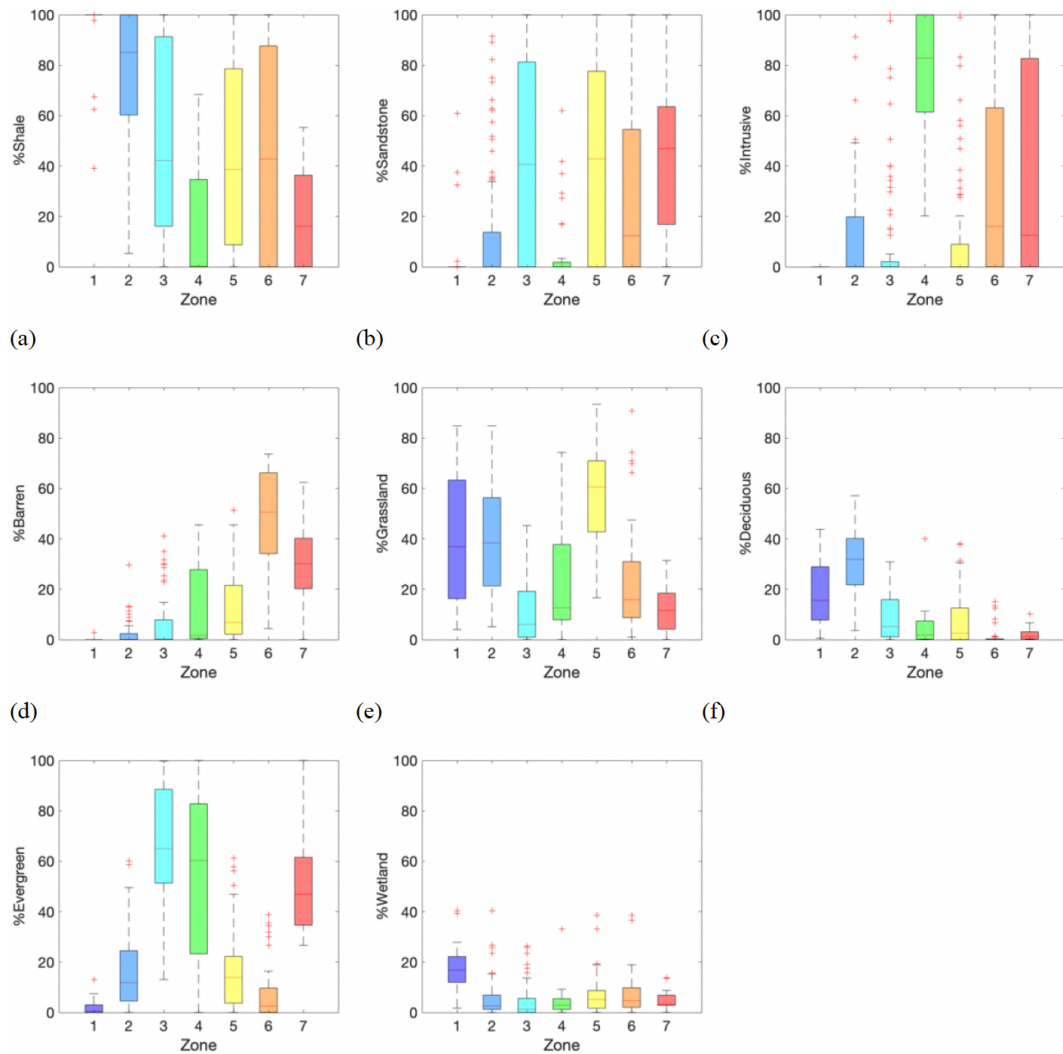 100
80
60
40
20
0
%Shale
1 2 3 4 5 6 7
Zone
100
80
60
40
20
0
%Sandstone
1 2 3 4 5 6 7
Zone
100
80
60
40
20
0
%Intrusive
1 2 3 4 5 6 7
Zone
(a) (b) (c)
100
80
60
40
20
0
%Barren
1 2 3 4 5 6 7
Zone
100
80
60
40
20
0
%Grassland
1 2 3 4 5 6 7
Zone
100
80
60
40
20
0
%Deciduous
1 2 3 4 5 6 7
Zone
(d) (e) (f)
100
80
60
40
20
0
%Evergreen
1 2 3 4 5 6 7
Zone
100
80
60
40
20
0
%Wetland
1 2 3 4 5 6 7
Zone